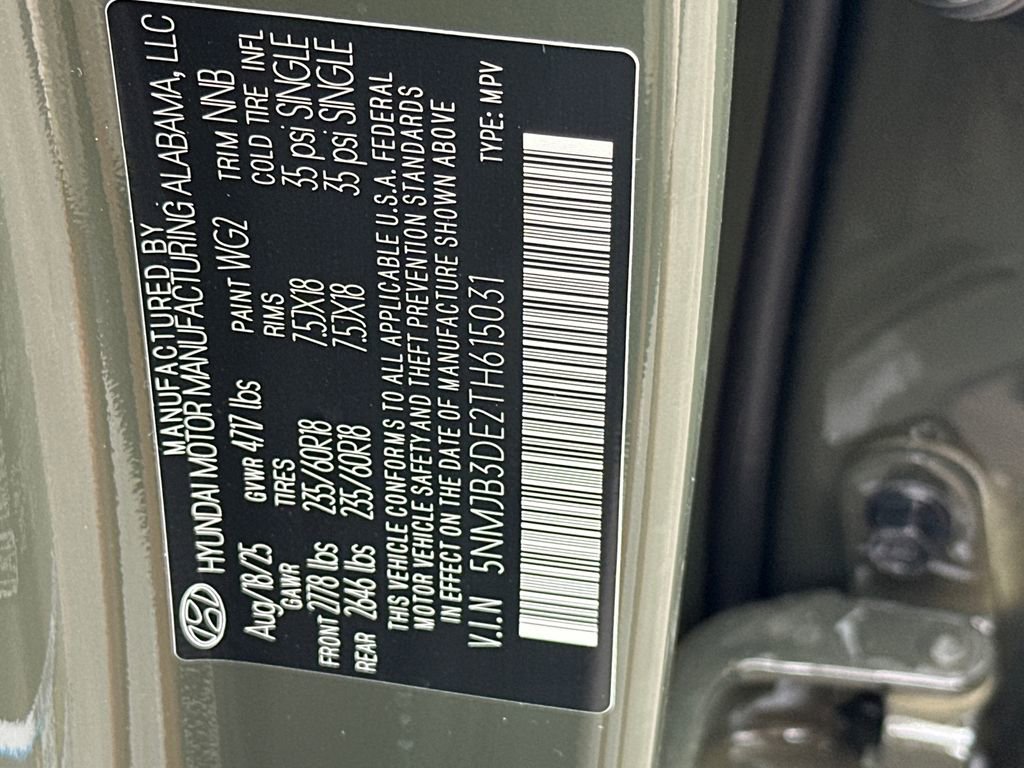 MANUFACTURED BY
HYUNDAI MOTOR MANUFACTURING ALABAMA, LLC
Aug/18/25 GVWR 4717 lbs PAINT WG2 TRIM NNB
GAWR TIRES RIMS COLD TIRE INFL
FRONT 2778 lbs 235/60R18 7.5JX18 35 psi SINGLE
REAR 2646 lbs 235/60R18 7.5JX18 35 psi SINGLE
THIS VEHICLE CONFORMS TO ALL APPLICABLE U.S.A. FEDERAL
MOTOR VEHICLE SAFETY AND THEFT PREVENTION STANDARDS
IN EFFECT ON THE DATE OF MANUFACTURE SHOWN ABOVE
V.I.N 5NMJB3DE2TH615031 TYPE: MPV